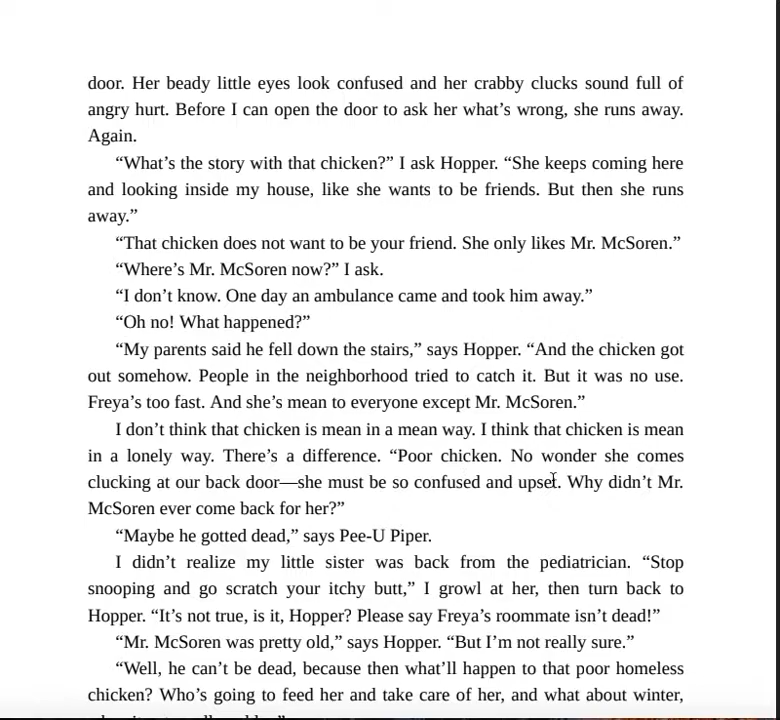 door. Her beady little eyes look confused and her crabby clucks sound full of
angry hurt. Before I can open the door to ask her what’s wrong, she runs away.
Again.
“What’s the story with that chicken?” I ask Hopper. “She keeps coming here
and looking inside my house, like she wants to be friends. But then she runs
away.”
“That chicken does not want to be your friend. She only likes Mr. McSoren.”
“Where’s Mr. McSoren now?” I ask.
“I don’t know. One day an ambulance came and took him away.”
“Oh no! What happened?”
“My parents said he fell down the stairs,” says Hopper. “And the chicken got
out somehow. People in the neighborhood tried to catch it. But it was no use.
Freya’s too fast. And she’s mean to everyone except Mr. McSoren.”
I don’t think that chicken is mean in a mean way. I think that chicken is mean
in a lonely way. There’s a difference. “Poor chicken. No wonder she comes
clucking at our back door—she must be so confused and upset. Why didn’t Mr.
McSoren ever come back for her?”
“Maybe he gotted dead,” says Pee-U Piper.
I didn’t realize my little sister was back from the pediatrician. “Stop
snooping and go scratch your itchy butt,” I growl at her, then turn back to
Hopper. “It’s not true, is it, Hopper? Please say Freya’s roommate isn’t dead!”
“Mr. McSoren was pretty old,” says Hopper. “But I’m not really sure.”
“Well, he can’t be dead, because then what’ll happen to that poor homeless
chicken? Who’s going to feed her and take care of her, and what about winter,